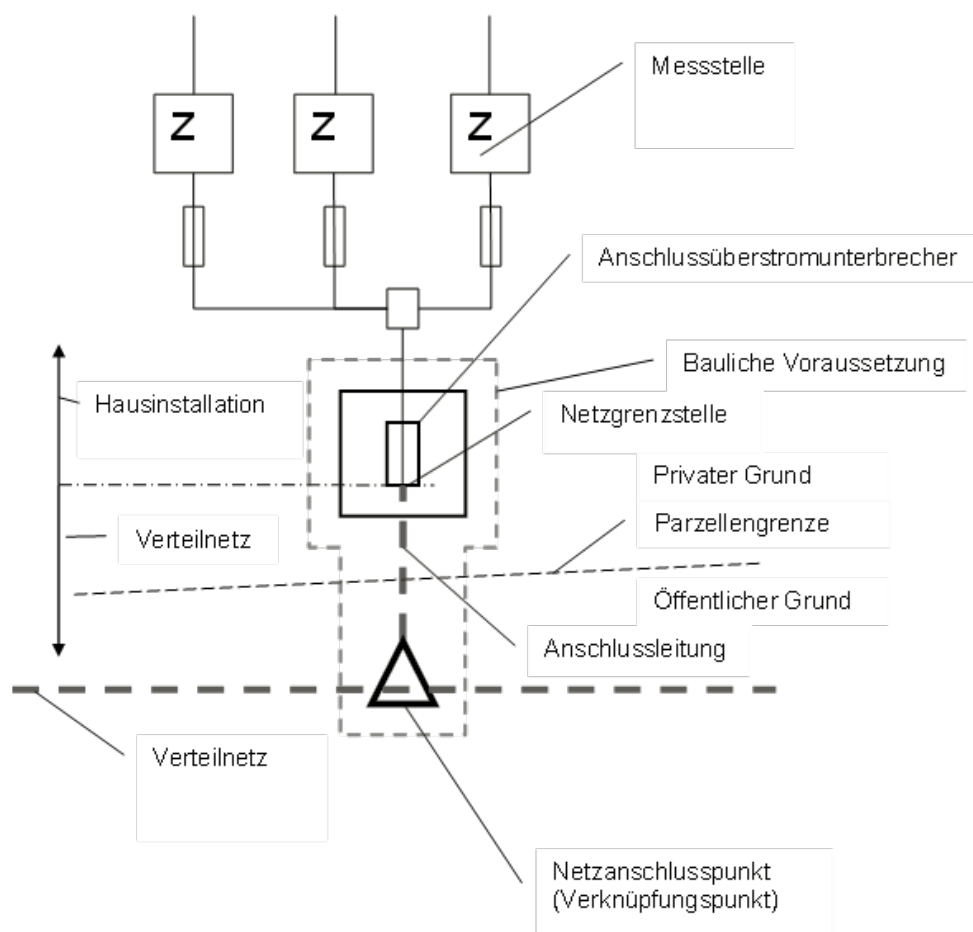 Messstelle
Z Z Z
Anschlussüberstromunterbrecher
Bauliche Voraussetzung
Hausinstallation
Netzgrenzstelle
Privater Grund
Parzellengrenze
Verteilnetz
Öffentlicher Grund
Anschlussleitung
Verteilnetz
Netzanschlusspunkt
(Verknüpfungspunkt)